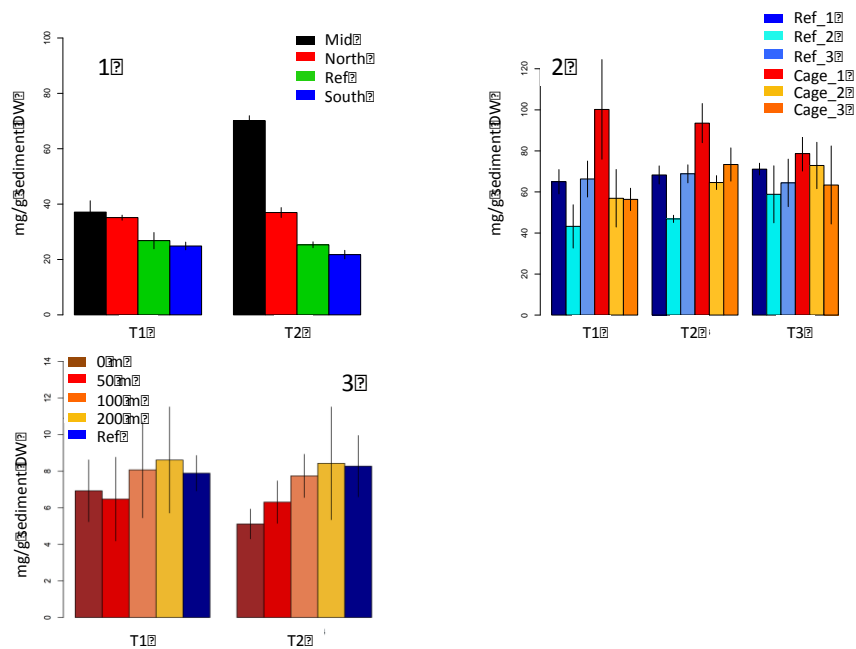 1⍰
Mid⍰
North⍰
Ref⍰
South⍰
mg/g⍰sediment⍰DW⍰
0
20
40
60
80
100
T1⍰
T2⍰
2⍰
Ref_1⍰
Ref_2⍰
Ref_3⍰
Cage_1⍰
Cage_2⍰
Cage_3⍰
mg/g⍰sediment⍰DW⍰
0
20
40
60
80
100
120
T1⍰
T2⍰
T3⍰
3⍰
0⍰m⍰
50⍰m⍰
100⍰m⍰
200⍰m⍰
Ref⍰
mg/g⍰sediment⍰DW⍰
0
2
4
6
8
10
12
14
T1⍰
T2⍰